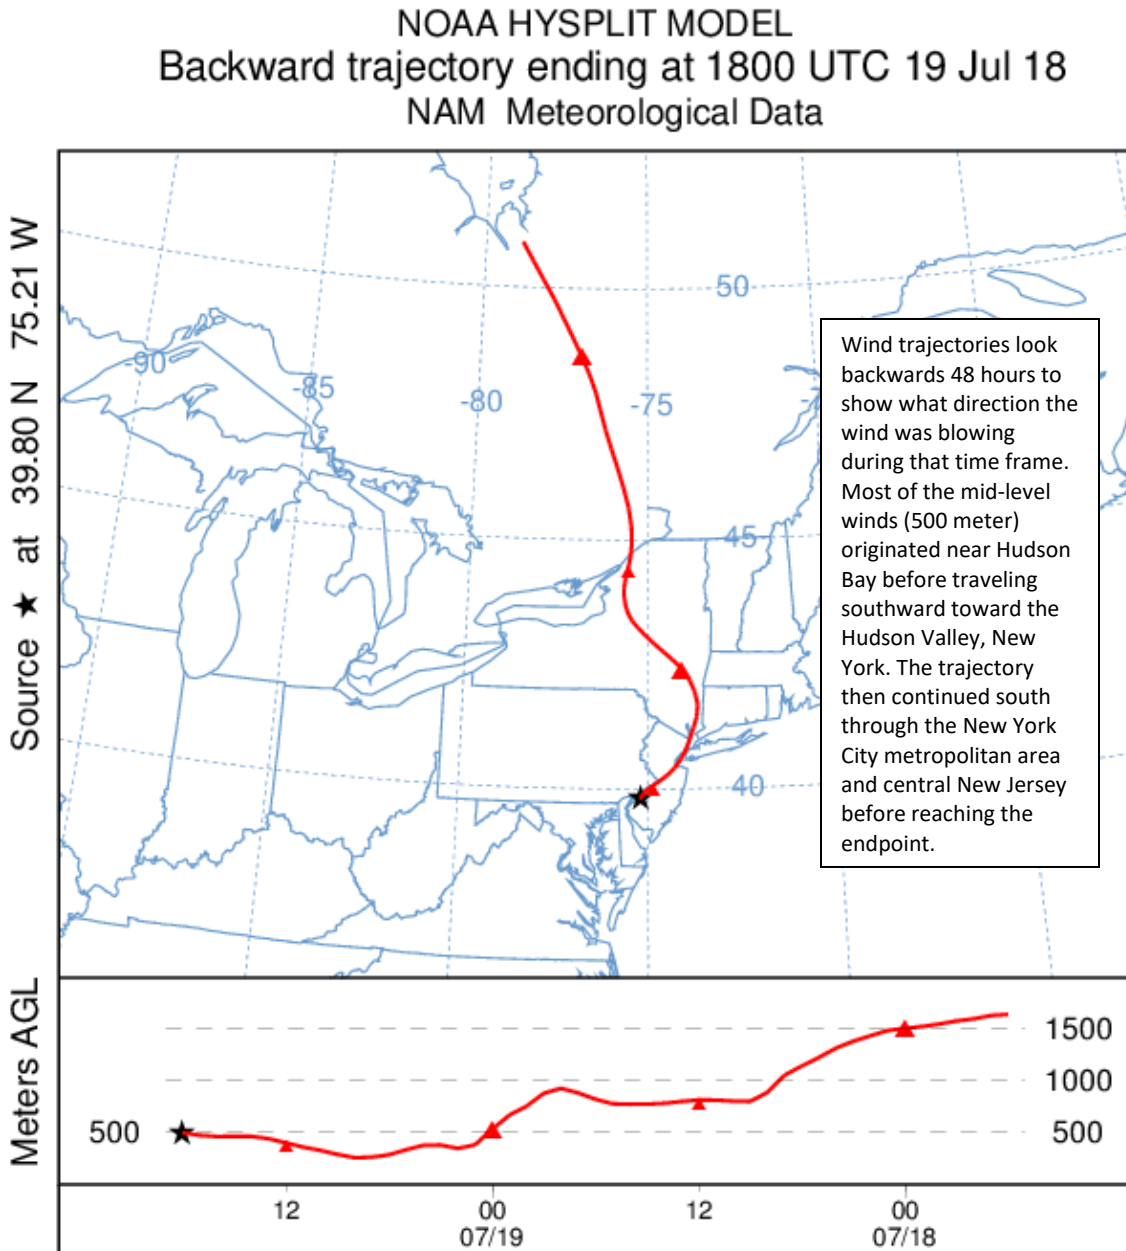 NOAA HYSPLIT MODEL
Backward trajectory ending at 1800 UTC 19 Jul 18
NAM Meteorological Data
Source ★ at 39.80 N 75.21 W
50
-90
-85
-80
-75
45
40
Wind trajectories look
backwards 48 hours to
show what direction the
wind was blowing
during that time frame.
Most of the mid-level
winds (500 meter)
originated near Hudson
Bay before traveling
southward toward the
Hudson Valley, New
York. The trajectory
then continued south
through the New York
City metropolitan area
and central New Jersey
before reaching the
endpoint.
Meters AGL
1500
1000
500
500
12 00 12 00
07/19 07/18